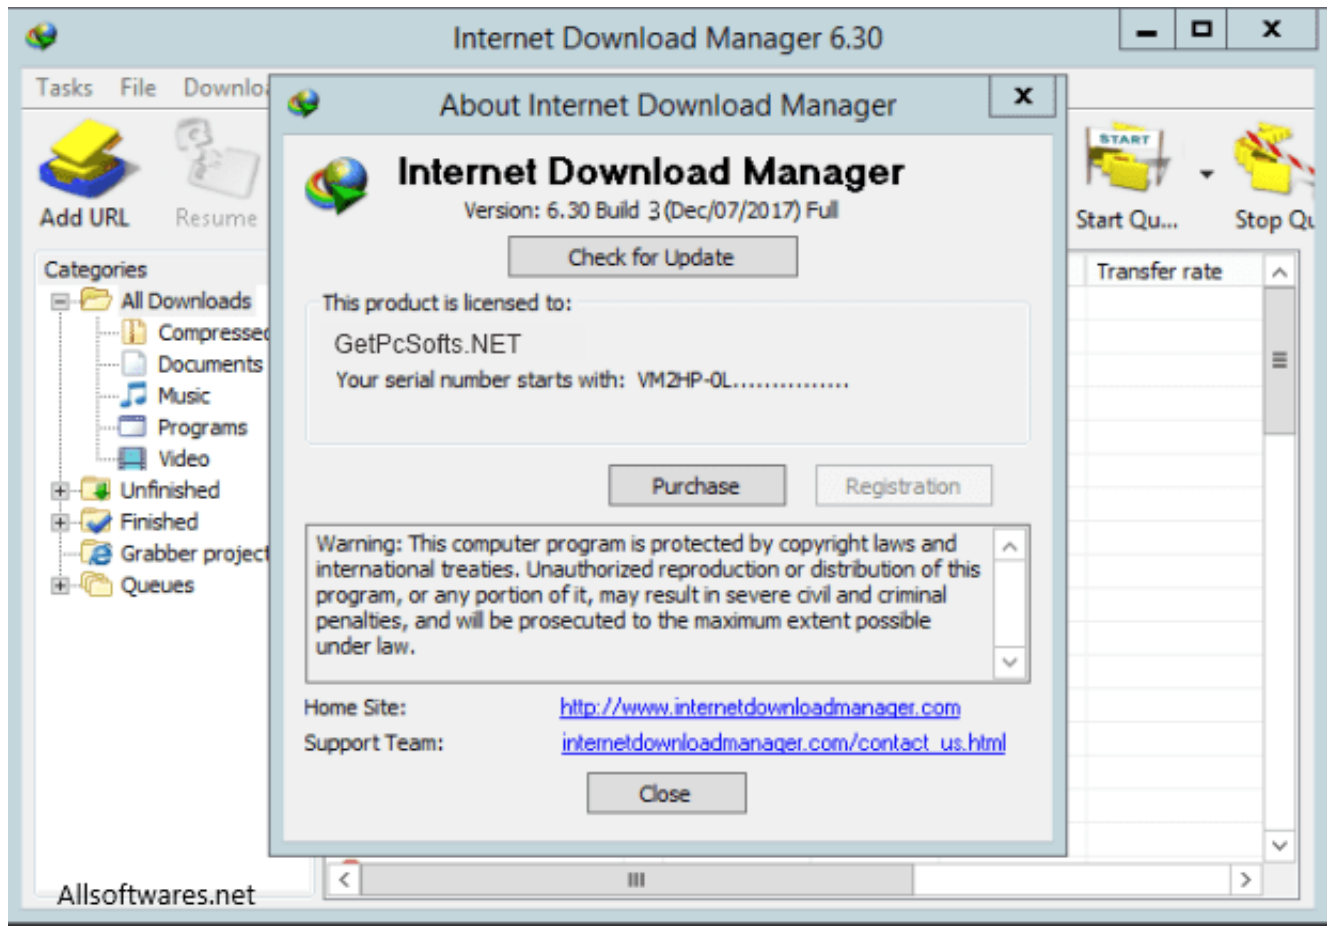 Internet Download Manager 6.30
Tasks File
About Internet Download Manager
Internet Download Manager
Version: 6.30 Build 3 (Dec/07/2017) Full
START
Add URL Resume
Start Qu... Stop
Check for Update
Categories
Transfer rate
All Downloads
This product is licensed to:
Compressed
GetPcSofts.NET
Documents
Your serial number starts with: VM2HP-0L...............
Music
Programs
Video
Purchase Registration
Unfinished
Finished
Grabber project
Queues
Warning: This computer program is protected by copyright laws and
international treaties. Unauthorized reproduction or distribution of this
program, or any portion of it, may result in severe civil and criminal
penalties, and will be prosecuted to the maximum extent possible
under law.
Home Site: http://www.internetdownloadmanager.com
Support Team: internetdownloadmanager.com/contact_us.html
Close
Allsoftwares.net